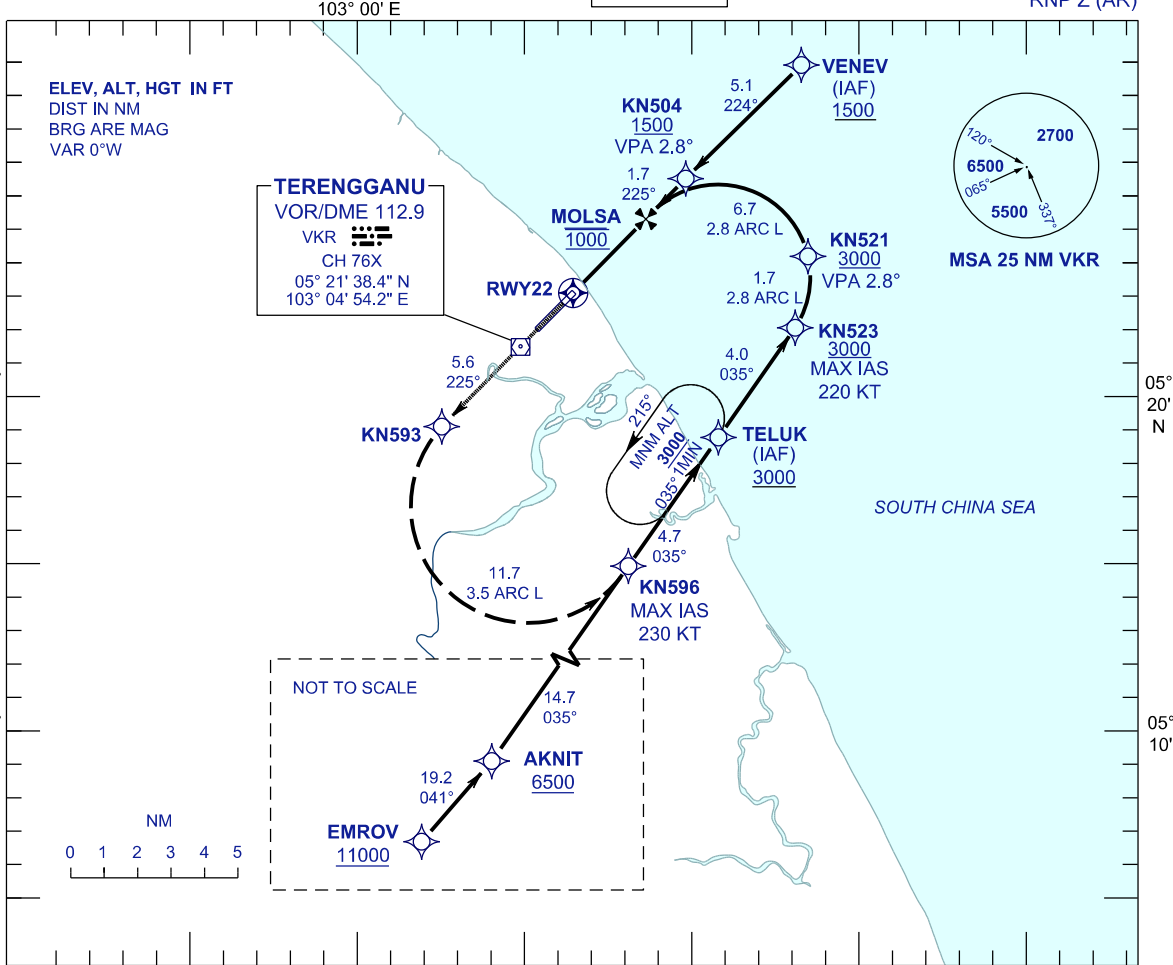 103° 00' E
RNP Z (AR)
ELEV, ALT, HGT IN FT
DIST IN NM
BRG ARE MAG
VAR 0°W
VENEV
(IAF)
1500
5.1
224°
KN504
1500
VPA 2.8°
1.7
225°
MOLSA
1000
120°
2700
6500
065°
5500
337°
MSA 25 NM VKR
TERENGGANU
VOR/DME 112.9
VKR
CH 76X
05° 21' 38.4" N
103° 04' 54.2" E
6.7
2.8 ARC L
KN521
3000
VPA 2.8°
1.7
2.8 ARC L
RWY22
KN523
3000
MAX IAS
220 KT
5.6
225°
4.0
035°
05°
20'
N
KN593
215°
MNM ALT
3000
1MIN
035°
TELUK
(IAF)
3000
SOUTH CHINA SEA
4.7
035°
11.7
3.5 ARC L
KN596
MAX IAS
230 KT
NOT TO SCALE
14.7
035°
05°
10'
AKNIT
6500
19.2
041°
EMROV
11000
NM
0 1 2 3 4 5